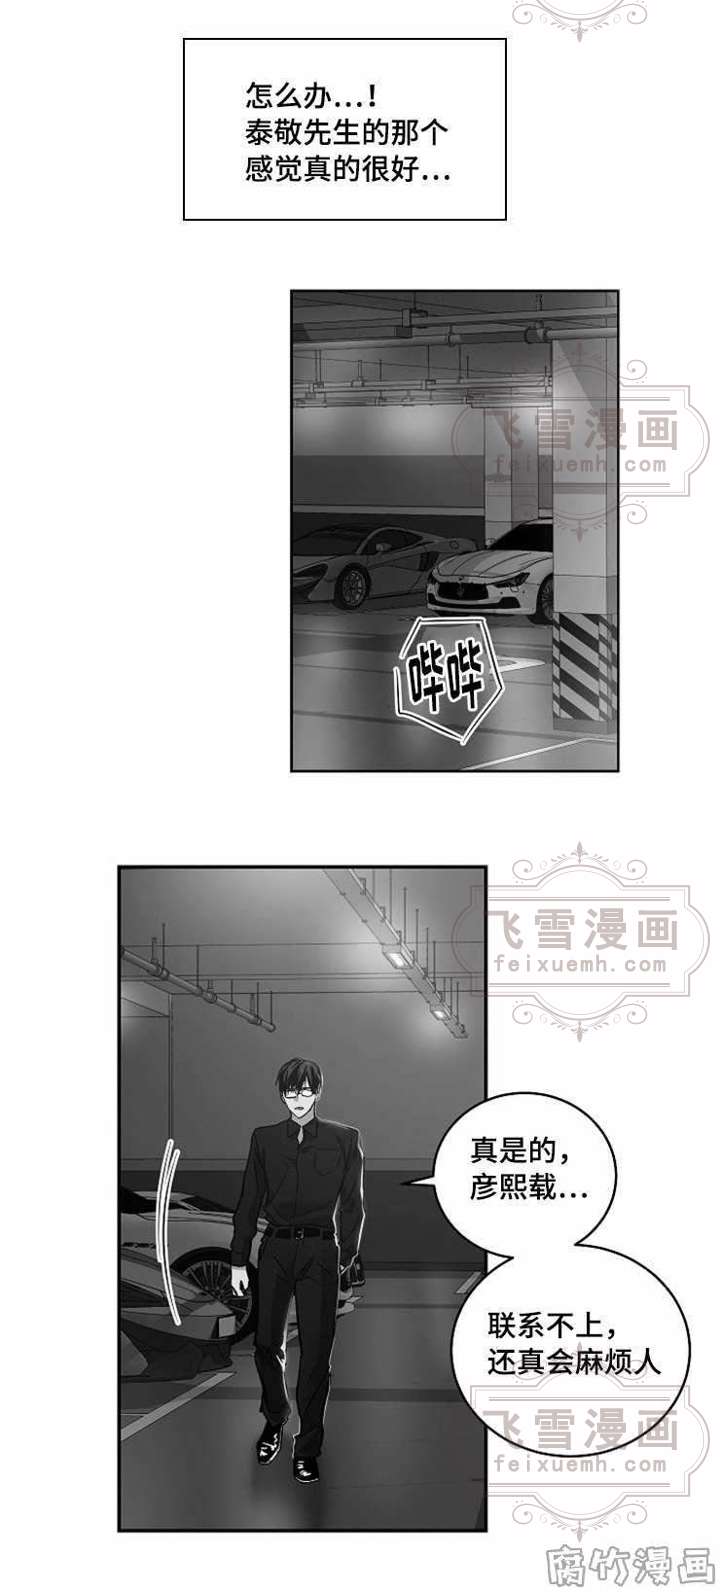 怎么办...!
泰敬先生的那个
感觉真的很好...
飞雪漫画
feixuemh.com
哔哔
飞雪漫画
feixuemh.com
真是的,
彦熙载...
联系不上,
还真会麻烦人
飞雪漫画
feixuemh.com
腐竹漫画